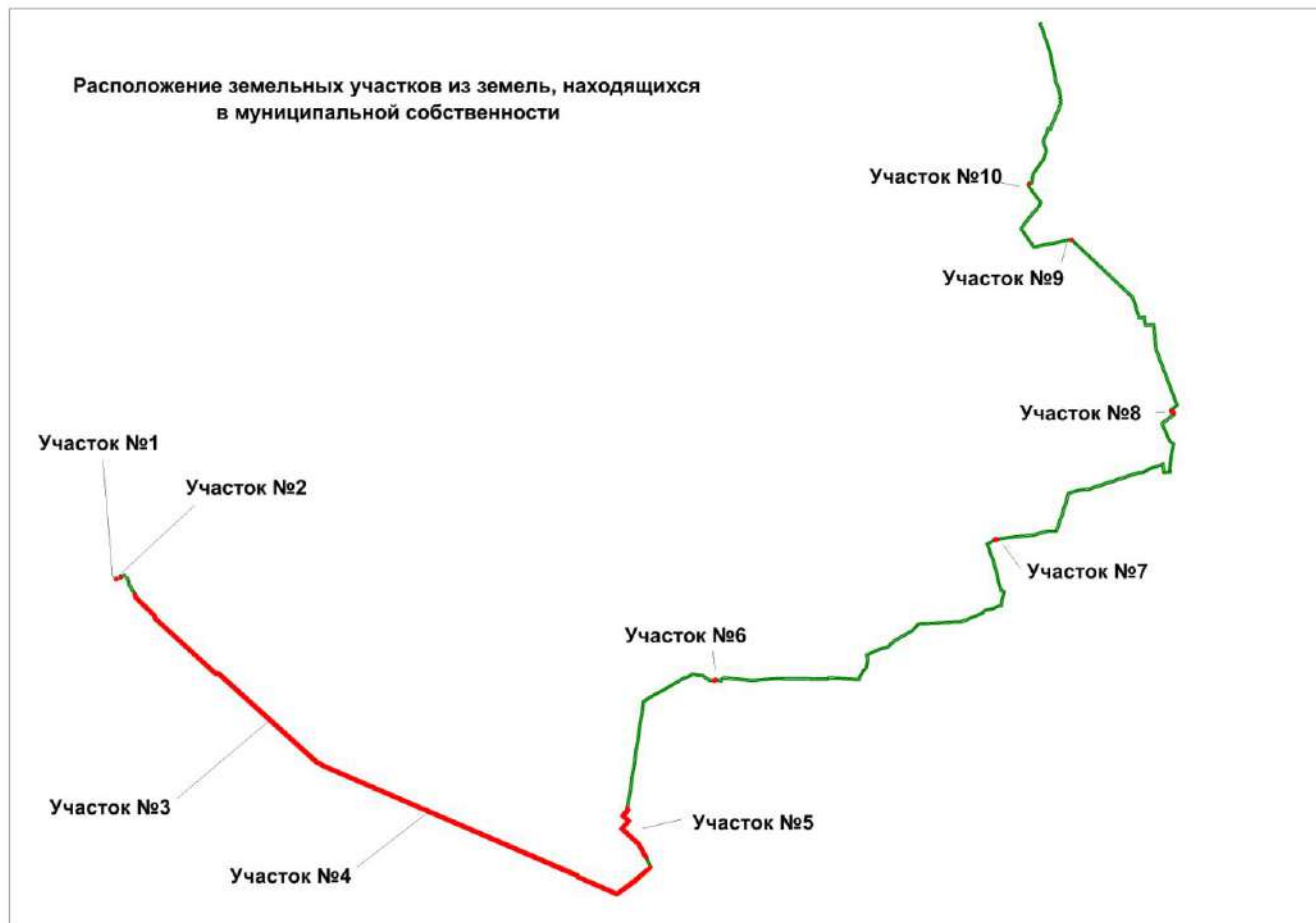 Расположение земельных участков из земель, находящихся
в муниципальной собственности
Участок №10
Участок №9
Участок №8
Участок №1
Участок №2
Участок №7
Участок №6
Участок №3
Участок №5
Участок №4